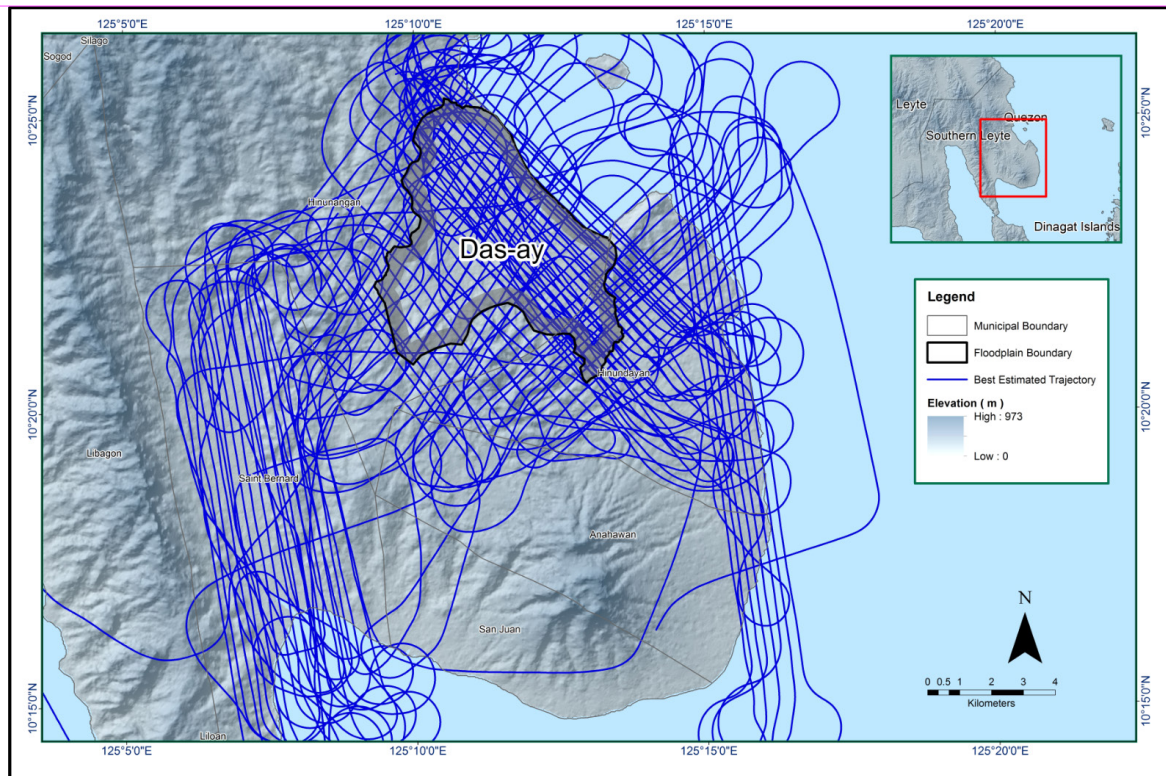 125°5'0"E
125°10'0"E
125°15'0"E
125°20'0"E
Silago
Sogod
10°25'0"N
10°25'0"N
Leyte
Quezon
Southern Leyte
Dinagat Islands
Hinunangan
Das-ay
Legend
Municipal Boundary
Floodplain Boundary
Best Estimated Trajectory
Elevation ( m )
High : 973
Low : 0
Hinundayan
10°20'0"N
10°20'0"N
Libagon
Saint Bernard
Anahawan
San Juan
N
0 0.5 1 2 3 4
Kilometers
10°15'0"N
10°15'0"N
Liloan
125°5'0"E
125°10'0"E
125°15'0"E
125°20'0"E